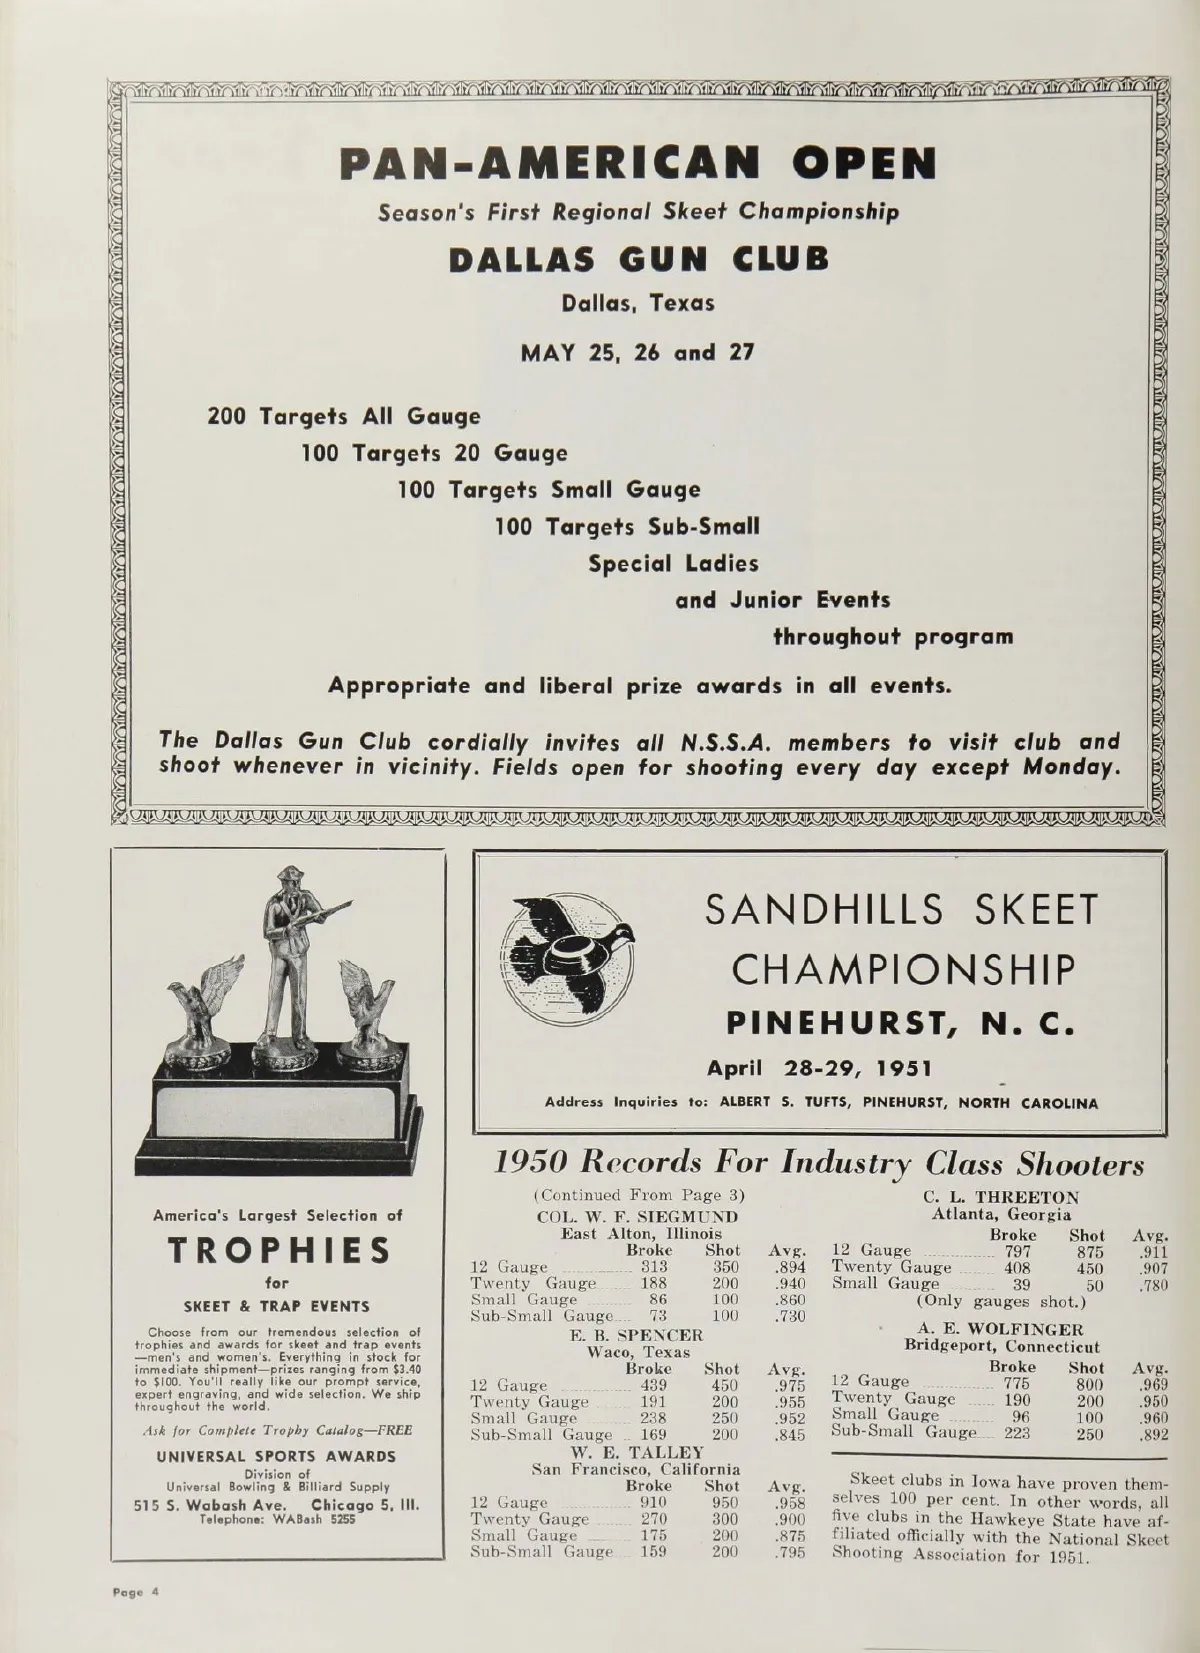 PAN-AMERICAN OPEN
Season's First Regional Skeet Championship
DALLAS GUN CLUB
Dallas, Texas
MAY 25, 26 and 27
200 Targets All Gauge
100 Targets 20 Gauge
100 Targets Small Gauge
100 Targets Sub-Small
Special Ladies
and Junior Events
throughout program
Appropriate and liberal prize awards in all events.
The Dallas Gun Club cordially invites all N.S.S.A. members to visit club and
shoot whenever in vicinity. Fields open for shooting every day except Monday.
America's Largest Selection of
TROPHIES
for
SKEET & TRAP EVENTS
Choose from our tremendous selection of
trophies and awards for skeet and trap events
—men's and women's. Everything in stock for
immediate shipment—prizes ranging from $3.40
to $100. You'll really like our prompt service,
expert engraving, and wide selection. We ship
throughout the world.
Ask for Complete Trophy Catalog—FREE
UNIVERSAL SPORTS AWARDS
Division of
Universal Bowling & Billiard Supply
515 S. Wabash Ave. Chicago 5, Ill.
Telephone: WABash 5255
SANDHILLS SKEET
CHAMPIONSHIP
PINEHURST, N. C.
April 28-29, 1951
Address Inquiries to: ALBERT S. TUFTS, PINEHURST, NORTH CAROLINA
1950 Records For Industry Class Shooters
(Continued From Page 3)
COL. W. F. SIEGMUND
East Alton, Illinois
Broke Shot Avg.
12 Gauge 313 350 .894
Twenty Gauge 188 200 .940
Small Gauge 86 100 .860
Sub-Small Gauge 73 100 .730
E. B. SPENCER
Waco, Texas
Broke Shot Avg.
12 Gauge 439 450 .975
Twenty Gauge 191 200 .955
Small Gauge 238 250 .952
Sub-Small Gauge 169 200 .845
W. E. TALLEY
San Francisco, California
Broke Shot Avg.
12 Gauge 910 950 .958
Twenty Gauge 270 300 .900
Small Gauge 175 200 .875
Sub-Small Gauge 159 200 .795
C. L. THREETON
Atlanta, Georgia
Broke Shot Avg.
12 Gauge 797 875 .911
Twenty Gauge 408 450 .907
Small Gauge 39 50 .780
(Only gauges shot.)
A. E. WOLFINGER
Bridgeport, Connecticut
Broke Shot Avg.
12 Gauge 775 800 .969
Twenty Gauge 190 200 .950
Small Gauge 96 100 .960
Sub-Small Gauge 223 250 .892
Skeet clubs in Iowa have proven them-
selves 100 per cent. In other words, all
five clubs in the Hawkeye State have af-
filiated officially with the National Skeet
Shooting Association for 1951.
Page 4